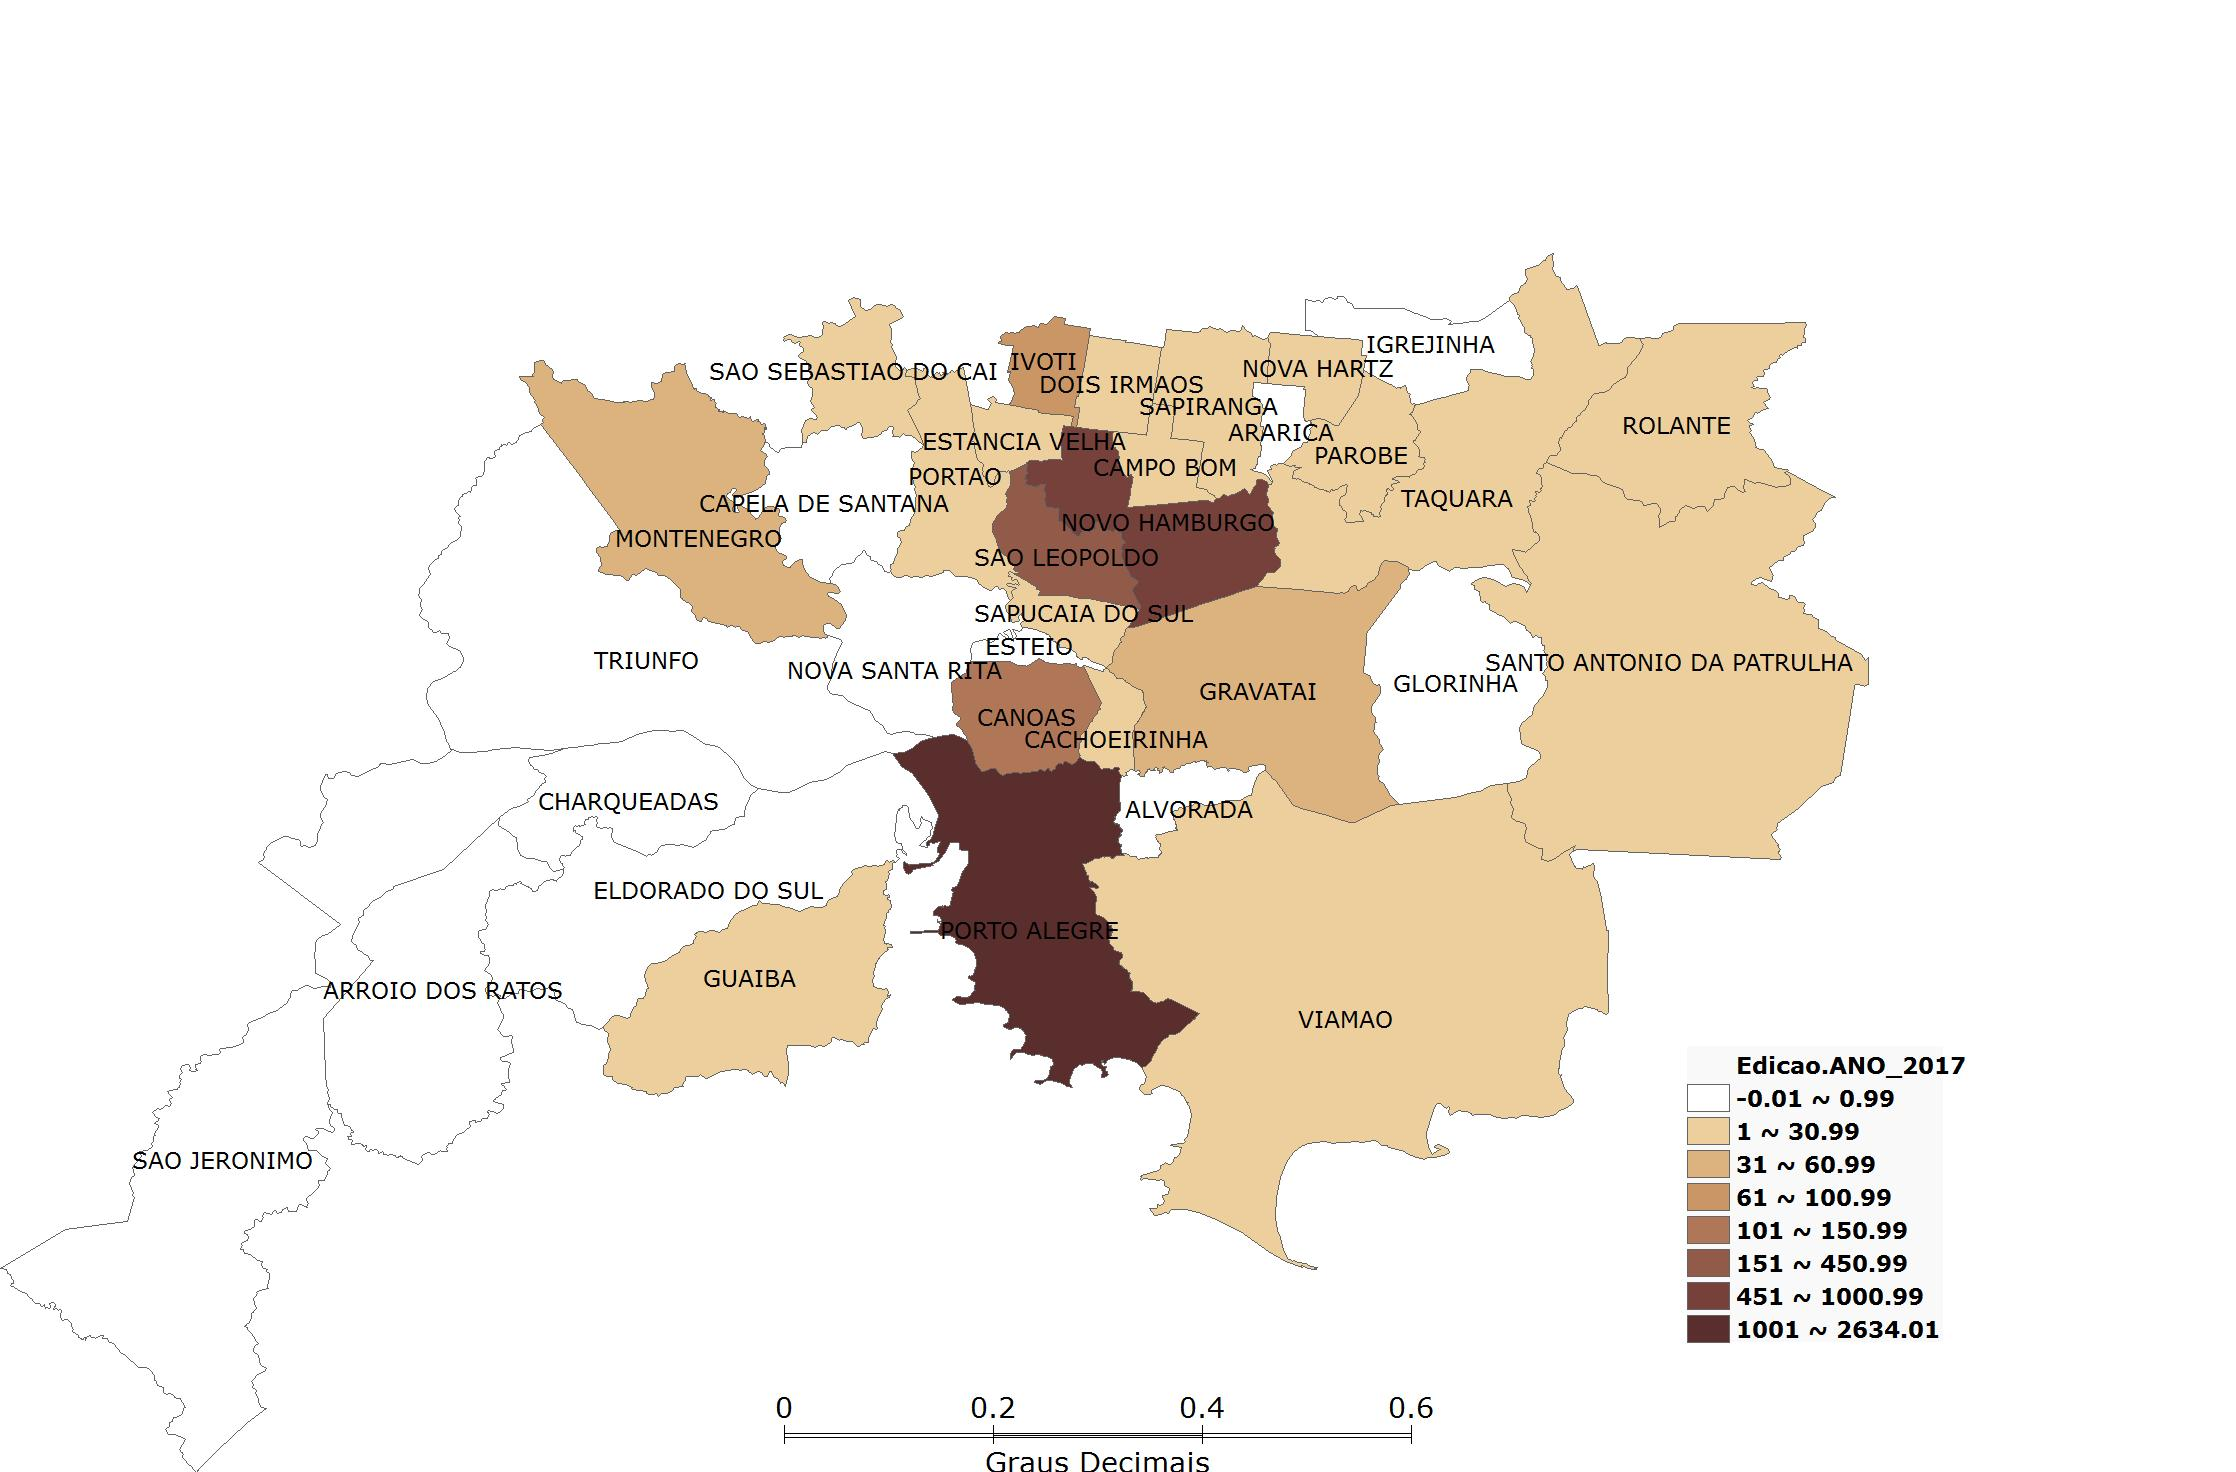 IGREJINHA
IVOTI
NOVA HARTZ
SAO SEBASTIAO DO CAI
DOIS IRMAOS
SAPIRANGA
ROLANTE
ARARICA
ESTANCIA VELHA
PAROBE
CAMPO BOM
PORTAO
TAQUARA
CAPELA DE SANTANA
NOVO HAMBURGO
MONTENEGRO
SAO LEOPOLDO
SAPUCAIA DO SUL
ESTEIO
TRIUNFO
SANTO ANTONIO DA PATRULHA
NOVA SANTA RITA
GLORINHA
GRAVATAI
CANOAS
CACHOEIRINHA
CHARQUEADAS
ALVORADA
ELDORADO DO SUL
PORTO ALEGRE
GUAIBA
ARROIO DOS RATOS
VIAMAO
SAO JERONIMO
Edicao.ANO_2017
-0.01 ~ 0.99
1 ~ 30.99
31 ~ 60.99
61 ~ 100.99
101 ~ 150.99
151 ~ 450.99
451 ~ 1000.99
1001 ~ 2634.01
0 0.2 0.4 0.6
Graus Decimais